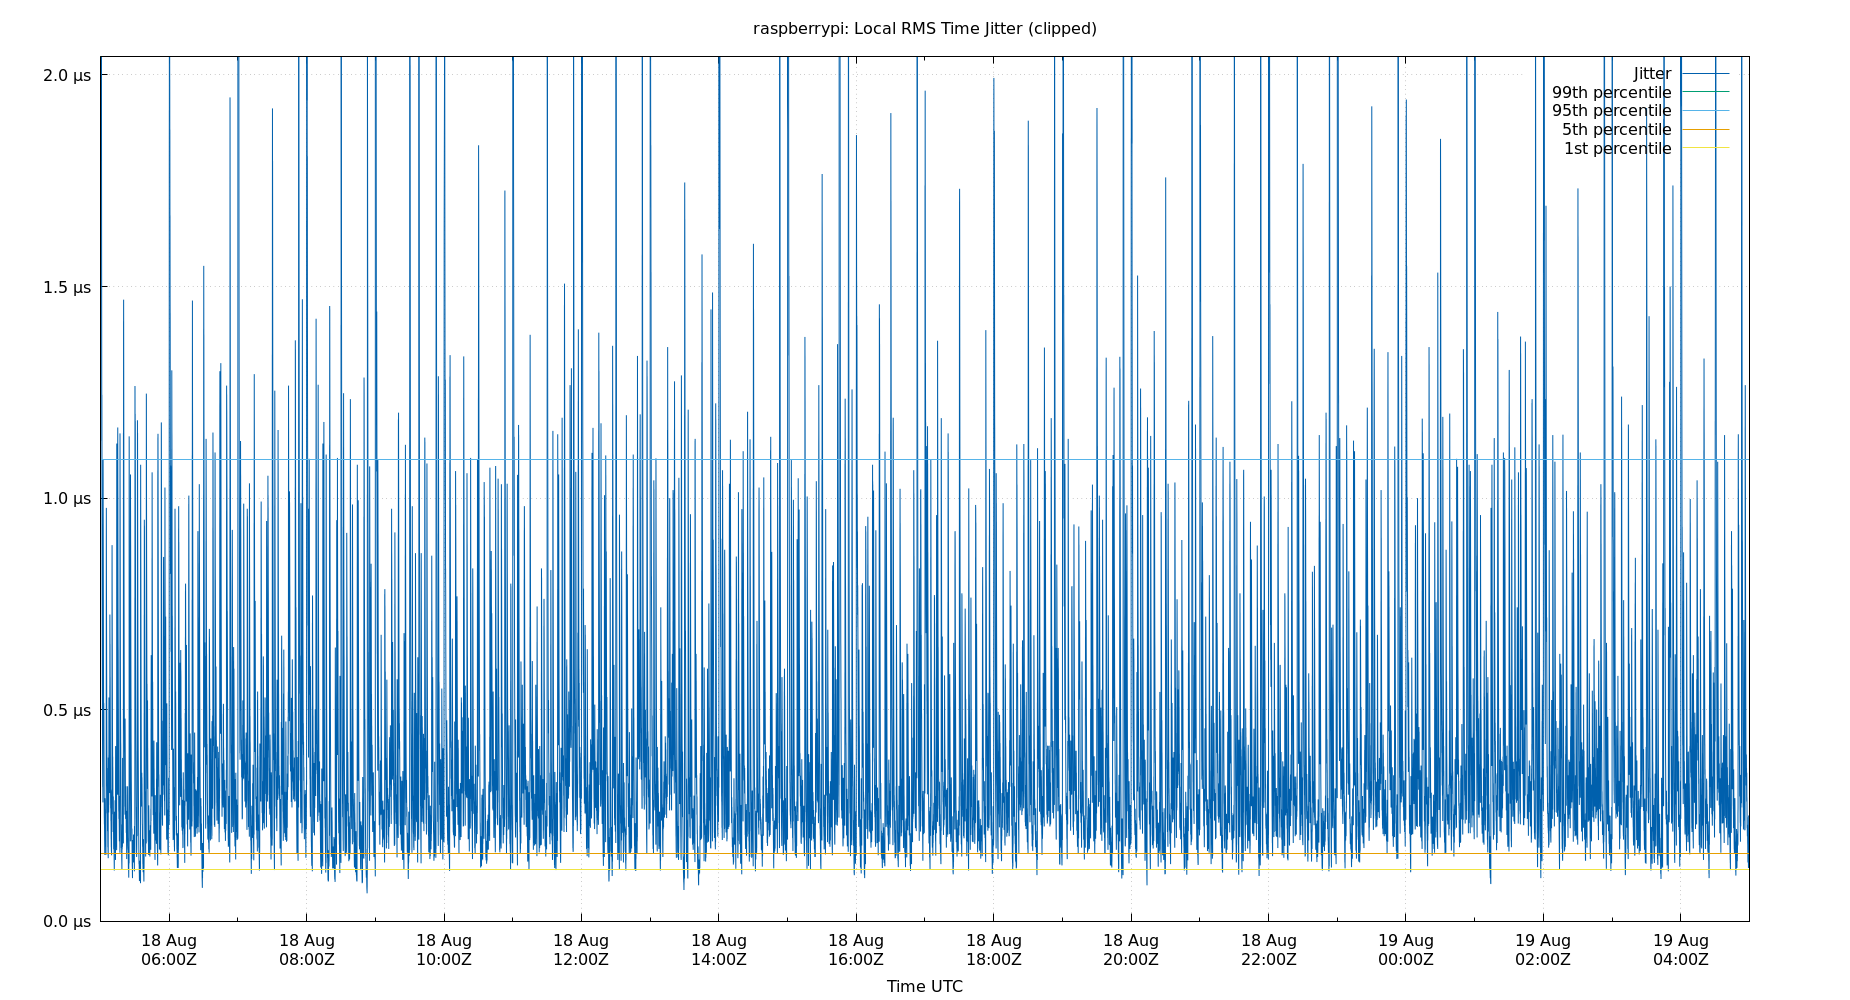 raspberrypi: Local RMS Time Jitter (clipped)
2.0 µs
1.5 µs
1.0 µs
0.5 µs
0.0 µs
Jitter
99th percentile
95th percentile
5th percentile
1st percentile
18 Aug 18 Aug 18 Aug 18 Aug 18 Aug 18 Aug 18 Aug 18 Aug 18 Aug 19 Aug 19 Aug 19 Aug
06:00Z 08:00Z 10:00Z 12:00Z 14:00Z 16:00Z 18:00Z 20:00Z 22:00Z 00:00Z 02:00Z 04:00Z
Time UTC